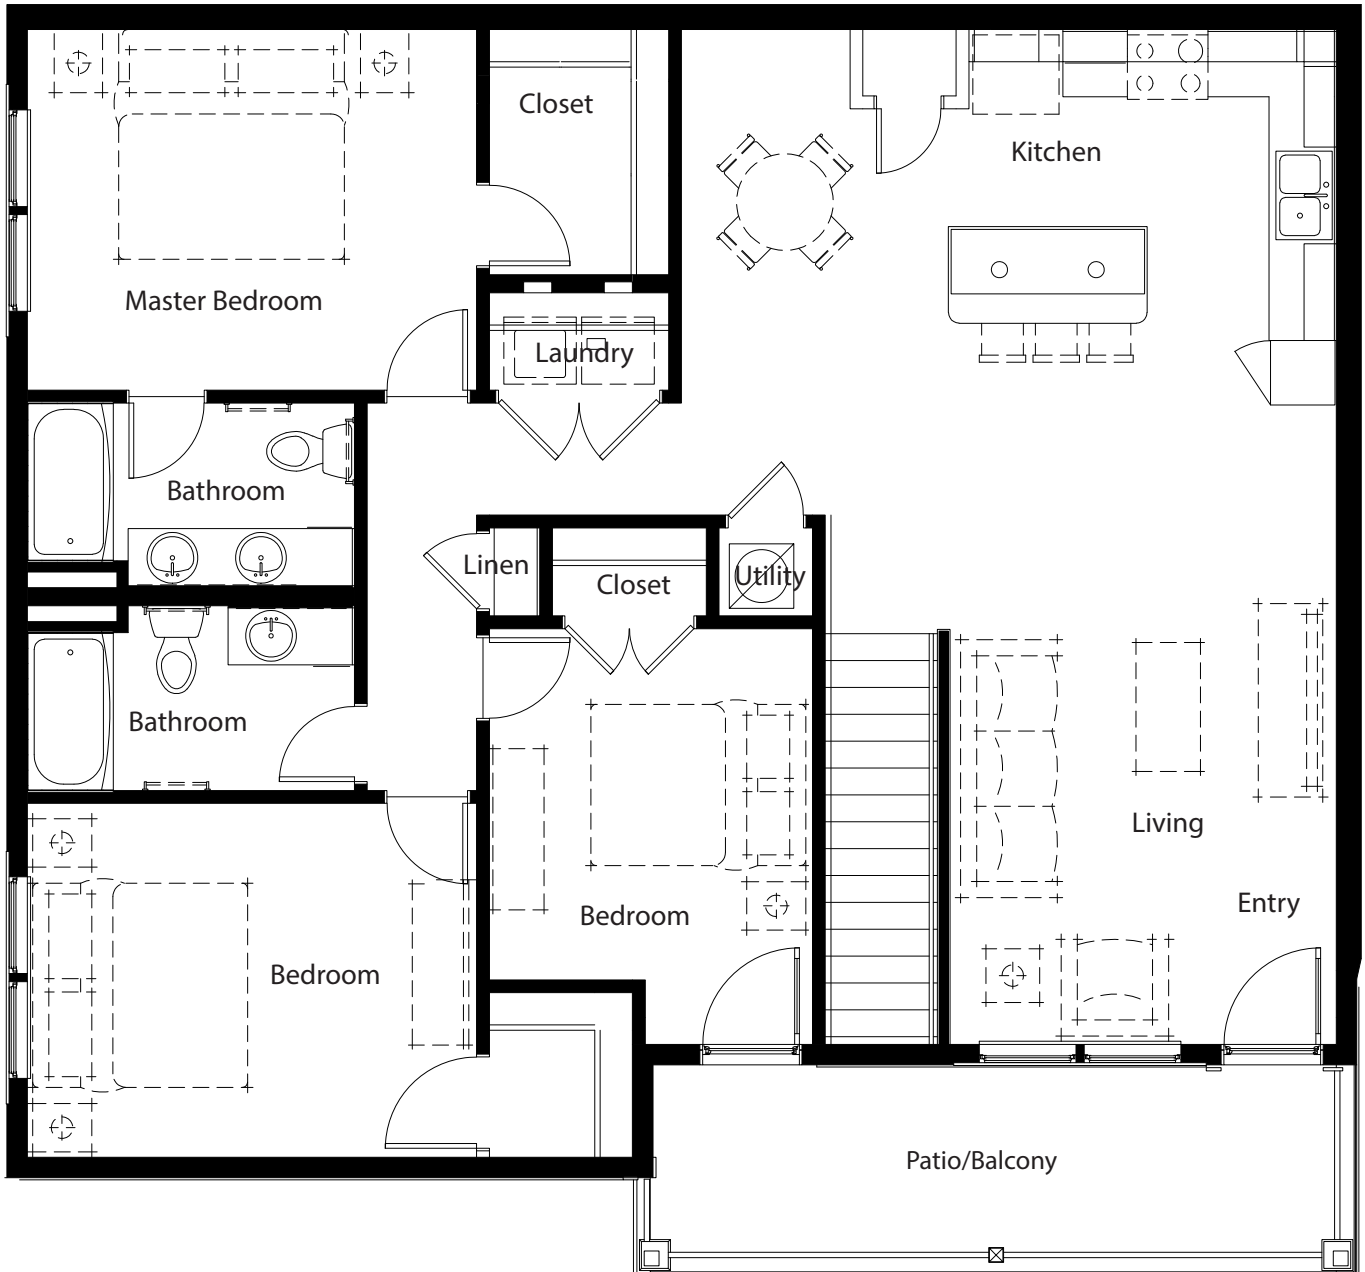 Closet
Kitchen
Master Bedroom
Laundry
Bathroom
Linen
Closet
Utility
Bathroom
Living
Entry
Bedroom
Bedroom
Patio/Balcony